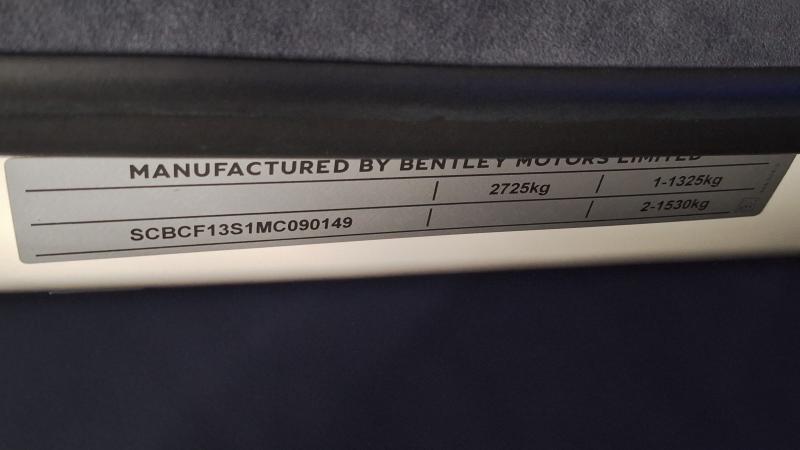 MANUFACTURED BY BENTLEY MOTORS LIMITED
/ 2725kg / 1-1325kg
SCBCF13S1MC090149 / / 2-1530kg